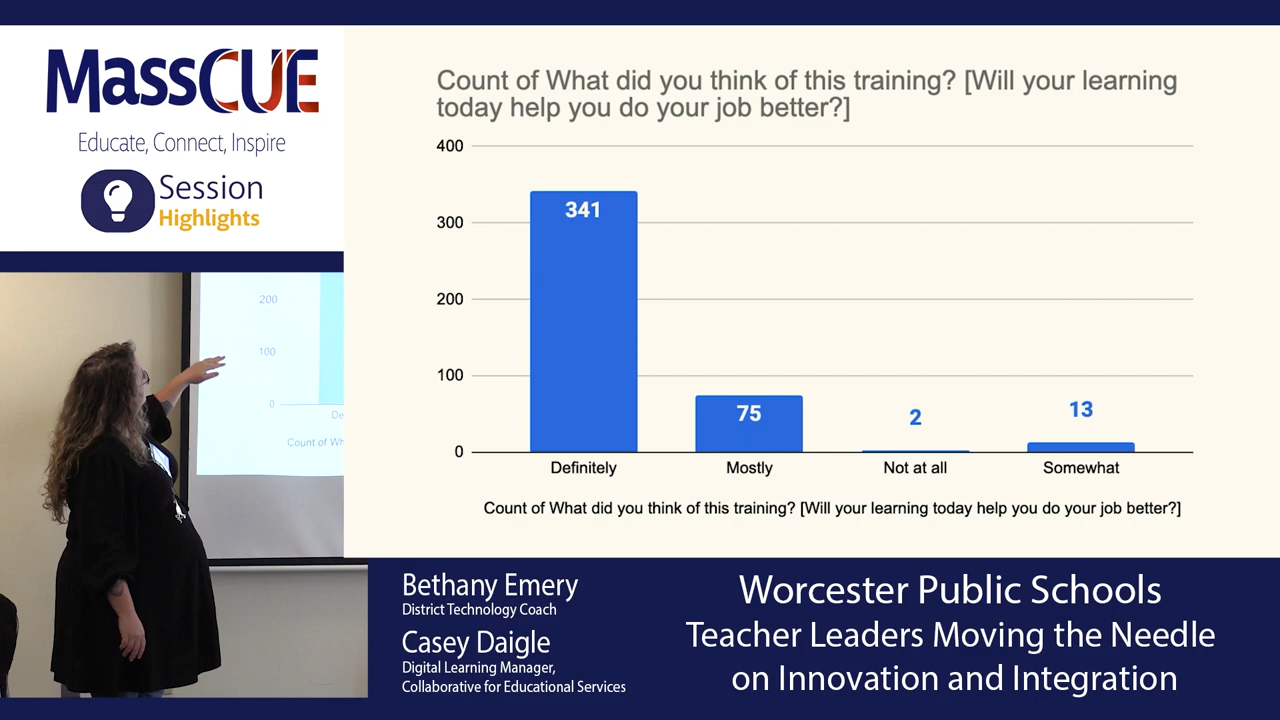 MassCUE
Educate, Connect, Inspire
Session
Highlights
Count of What did you think of this training? [Will your learning
today help you do your job better?]
400
300
200
100
0
341
75
2
13
Definitely
Mostly
Not at all
Somewhat
Count of What did you think of this training? [Will your learning today help you do your job better?]
200
100
0
De
Count of Wh
Bethany Emery
District Technology Coach
Casey Daigle
Digital Learning Manager,
Collaborative for Educational Services
Worcester Public Schools
Teacher Leaders Moving the Needle
on Innovation and Integration